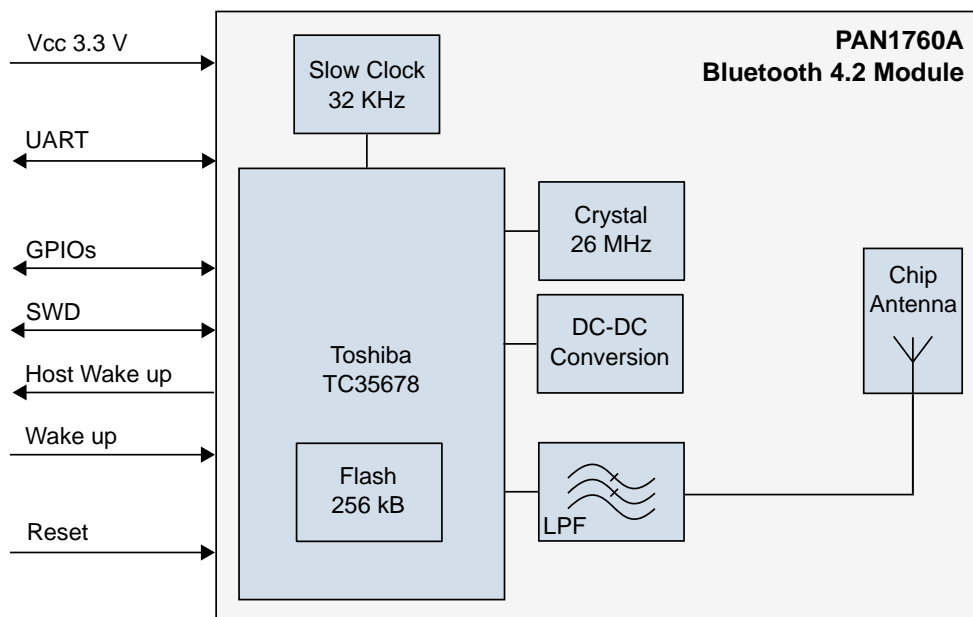 Vcc 3.3 V
UART
GPIOs
SWD
Host Wake up
Wake up
Reset
PAN1760A
Bluetooth 4.2 Module
Slow Clock
32 KHz
Crystal
26 MHz
DC-DC
Conversion
Toshiba
TC35678
Flash
256 kB
LPF
Chip
Antenna